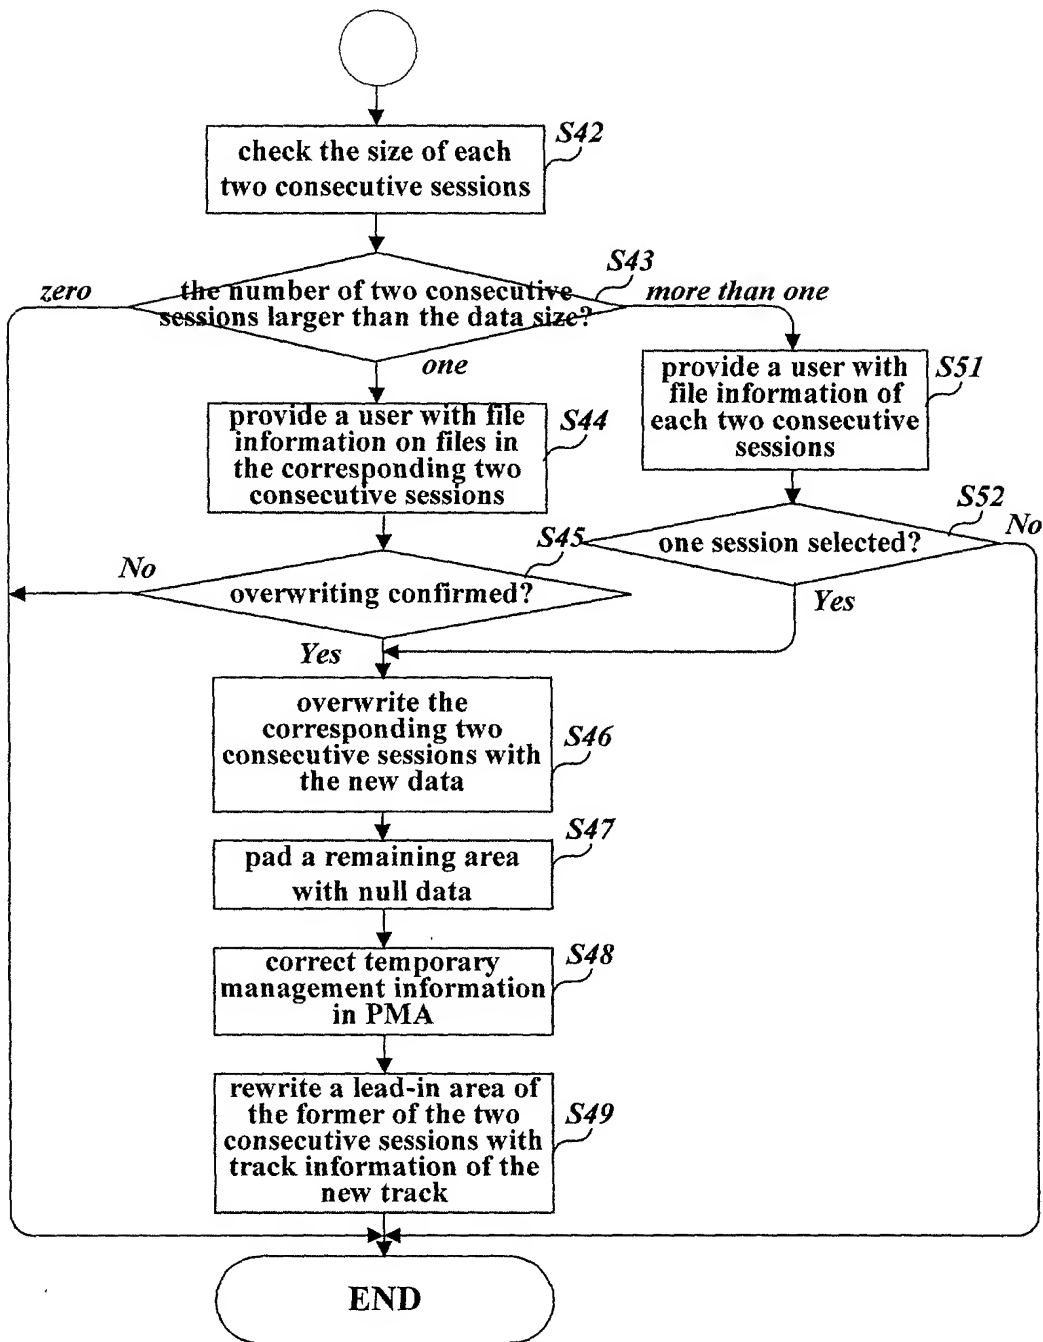 check the size of each
two consecutive sessions
S42
S43
zero
the number of two consecutive
sessions larger than the data size?
more than one
one
provide a user with file
information on files in
the corresponding two
consecutive sessions
S44
provide a user with
file information of
each two consecutive
sessions
S51
S52
one session selected?
No
Yes
S45
No
overwriting confirmed?
Yes
overwrite the
corresponding two
consecutive sessions with
the new data
S46
S47
pad a remaining area
with null data
S48
correct temporary
management information
in PMA
rewrite a lead-in area of
the former of the two
consecutive sessions with
track information of the
new track
S49
END